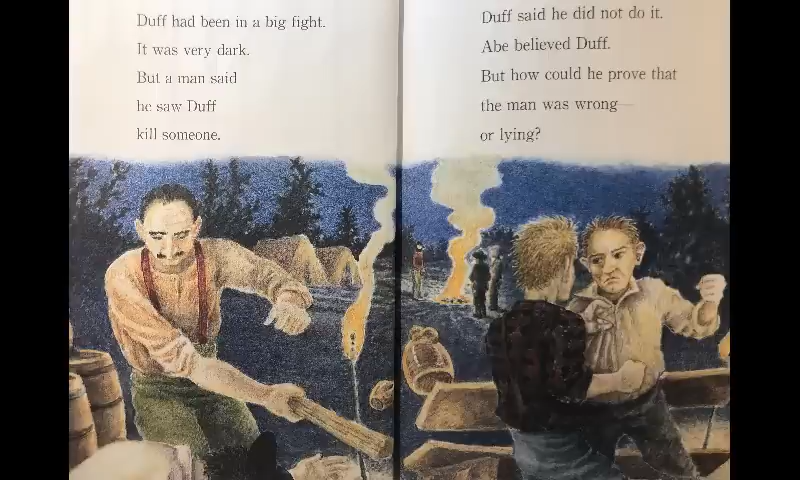 Duff had been in a big fight.
It was very dark.
But a man said
he saw Duff
kill someone.
Duff said he did not do it.
Abe believed Duff.
But how could he prove that
the man was wrong—
or lying?